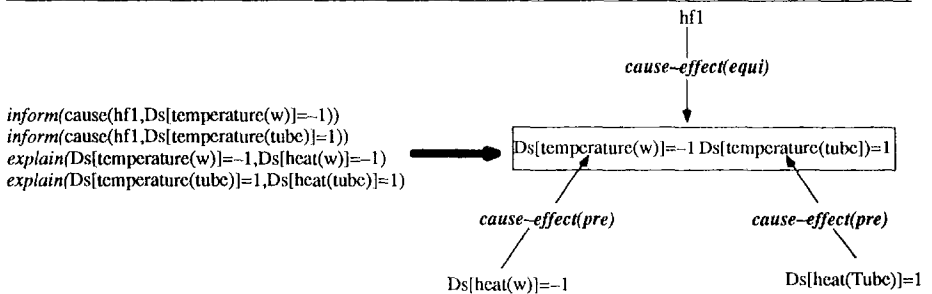 hf1
cause-effect(equi)
inform(cause(hf1,Ds[temperature(w)]=-1))
inform(cause(hf1,Ds[temperature(tube)]=1))
explain(Ds[temperature(w)]=-1,Ds[heat(w)]=-1)
explain(Ds[temperature(tube)]=1,Ds[heat(tube)]=1)
Ds[temperature(w)]=-1 Ds[temperature(tube])=1
cause-effect(pre) cause-effect(pre)
Ds[heat(w)]=-1 Ds[heat(Tube)]=1